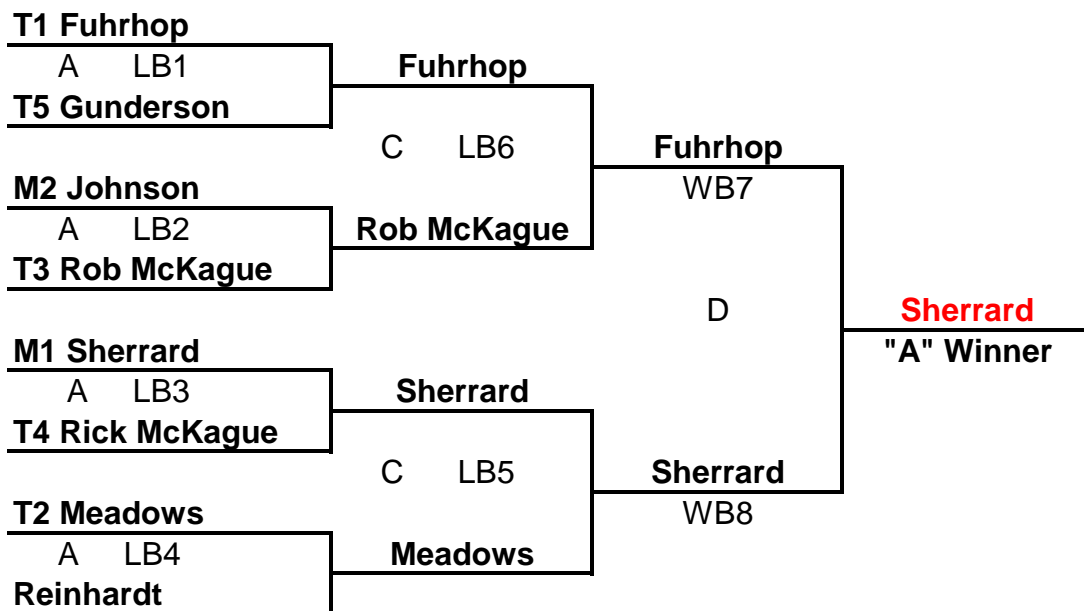 T1 Fuhrhop
A LB1
T5 Gunderson
M2 Johnson
A LB2
T3 Rob McKague
M1 Sherrard
A LB3
T4 Rick McKague
T2 Meadows
A LB4
Reinhardt
Fuhrhop
C LB6
Rob McKague
Sherrard
C LB5
Meadows
Fuhrhop
WB7
D
Sherrard
WB8
Sherrard
"A" Winner